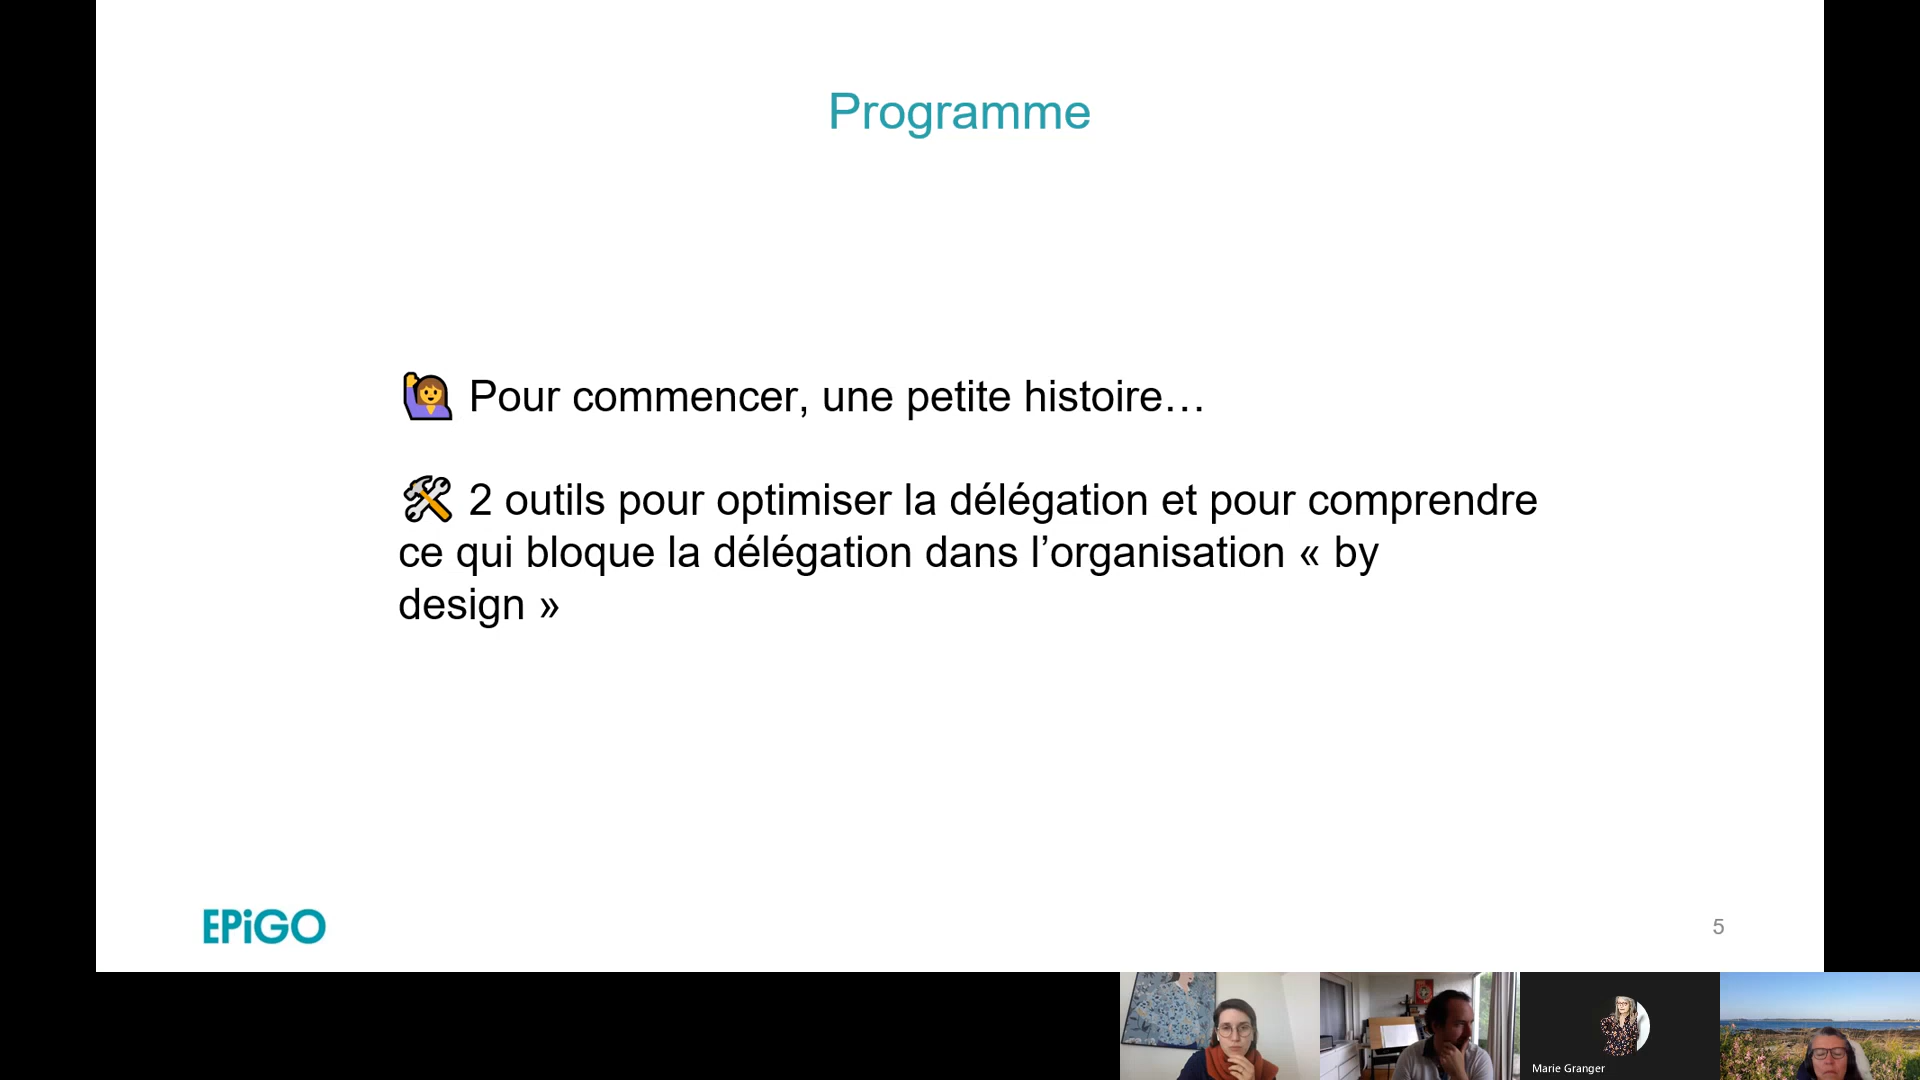 Programme
🙋‍♀️ Pour commencer, une petite histoire…
🛠 2 outils pour optimiser la délégation et pour comprendre
ce qui bloque la délégation dans l’organisation « by
design »
EPiGO
5
Marie Granger